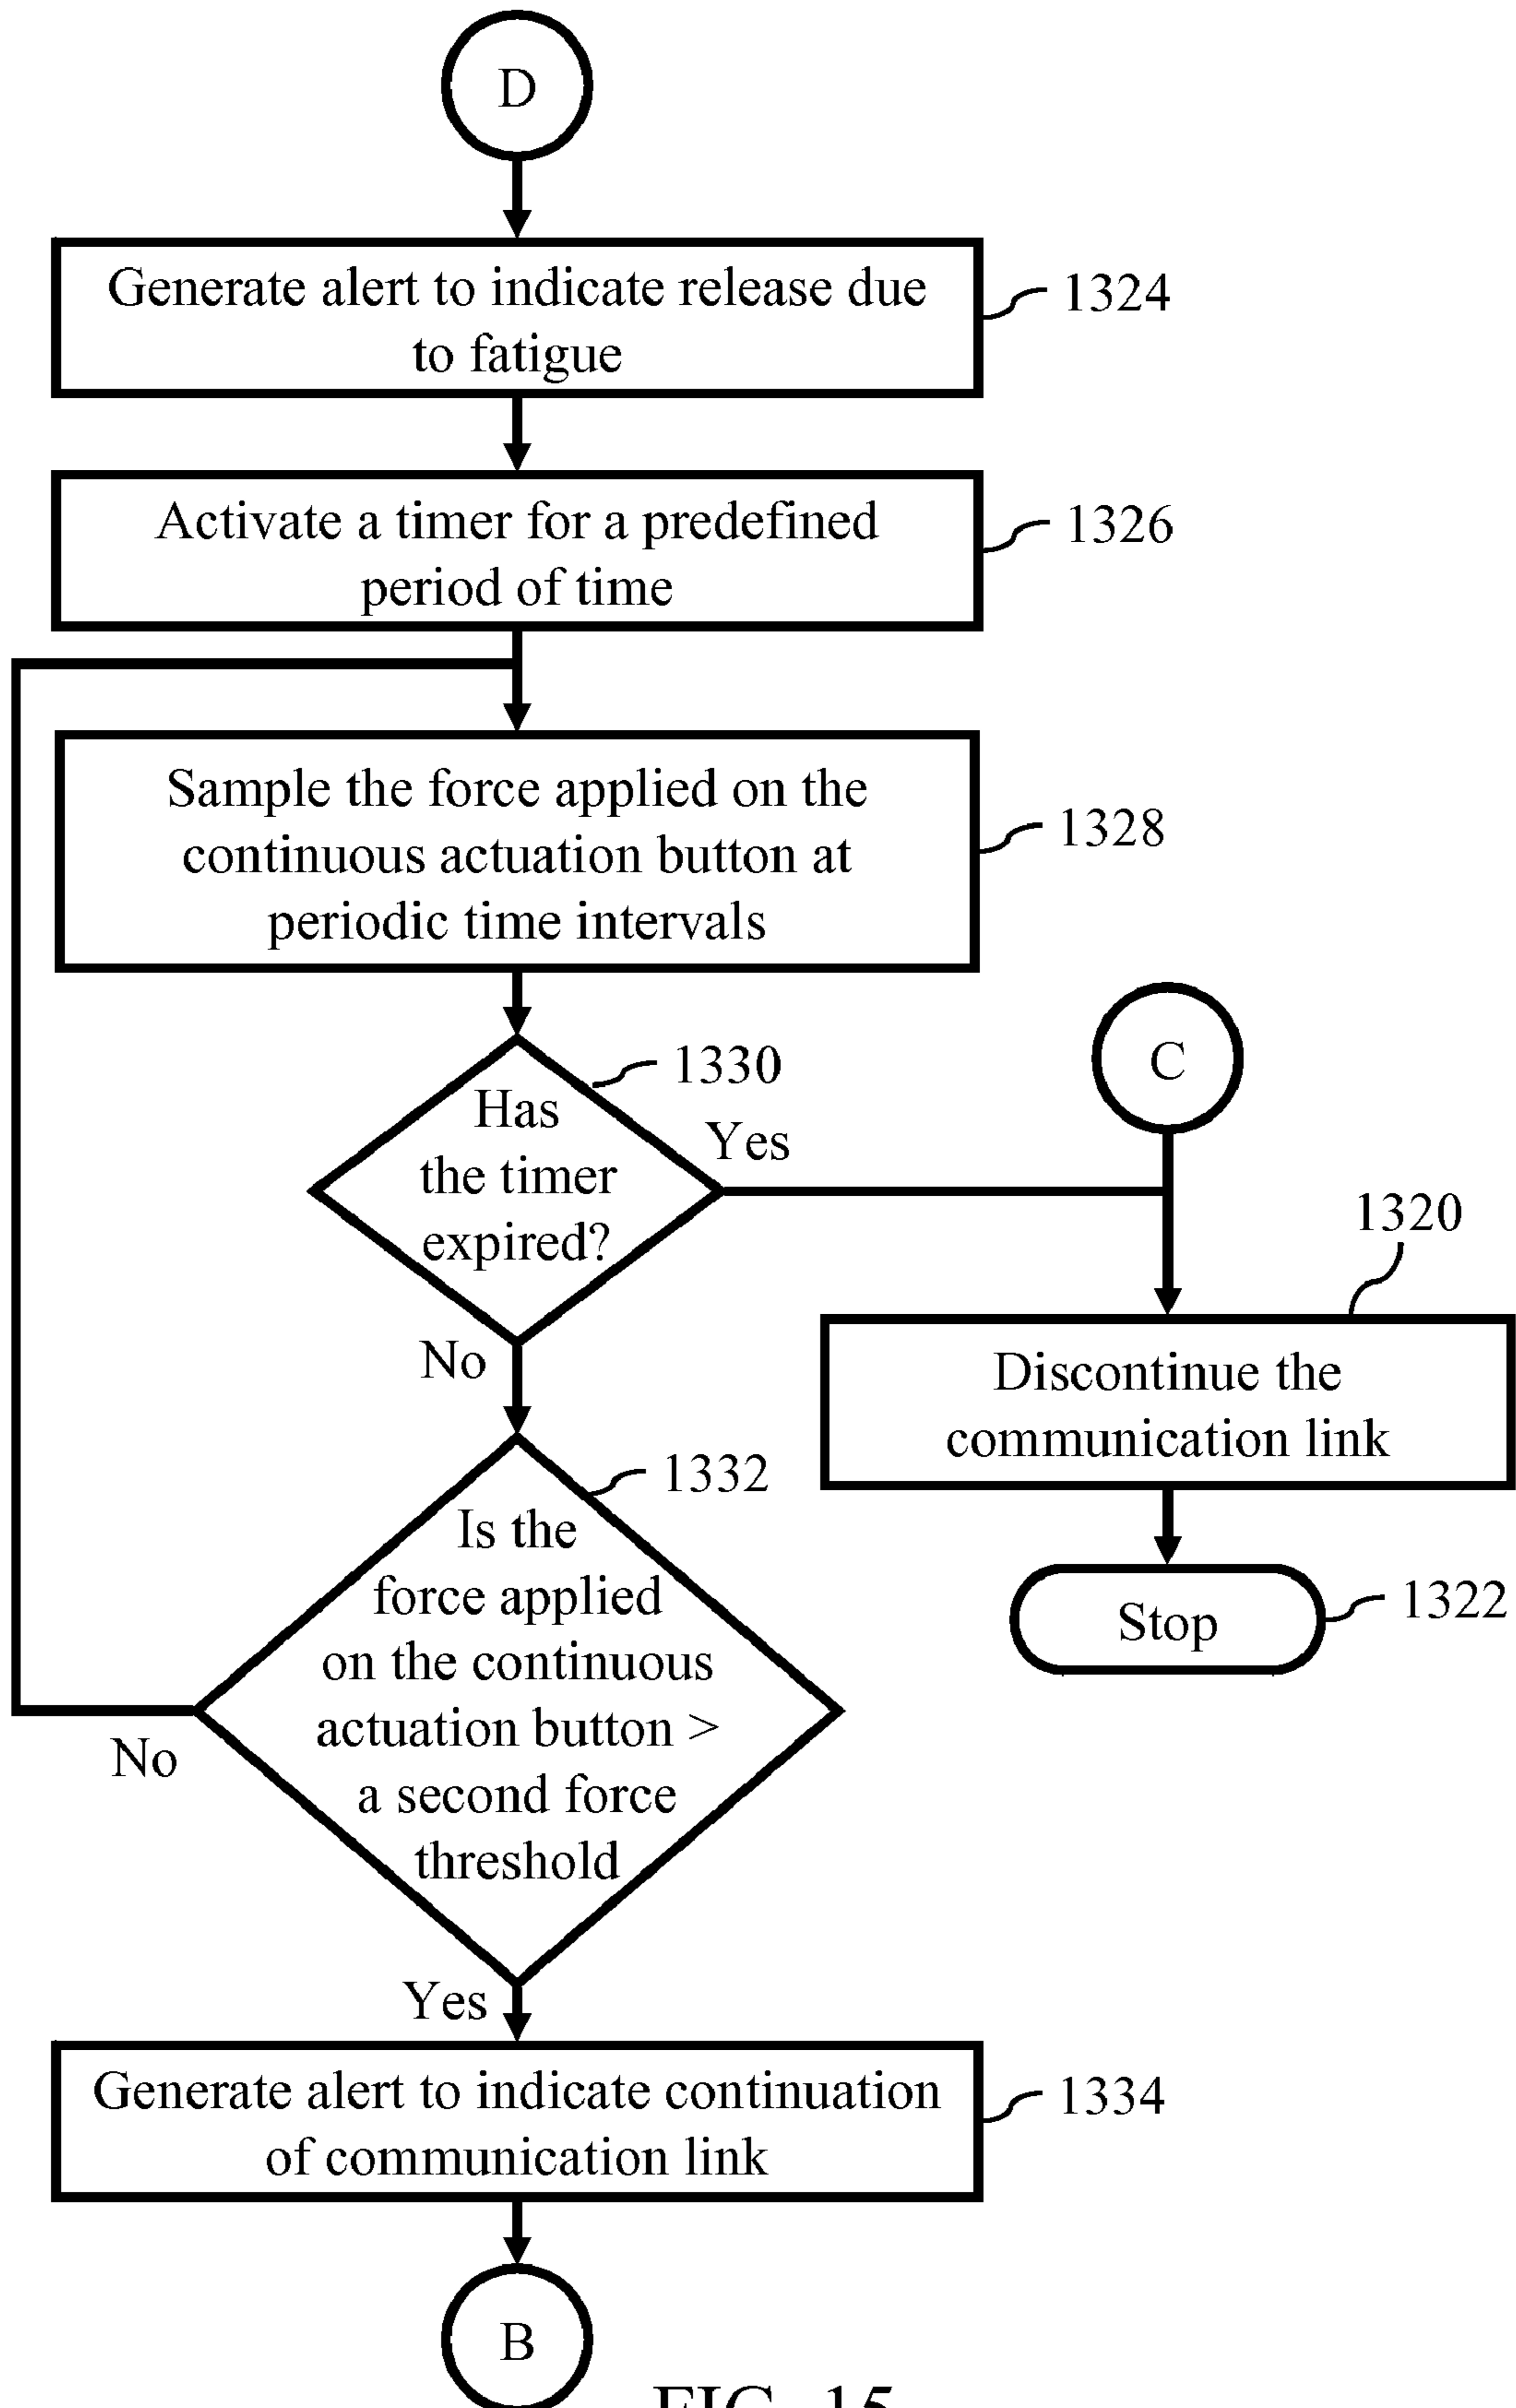 D
Generate alert to indicate release due
to fatigue
1324
Activate a timer for a predefined
period of time
1326
Sample the force applied on the
continuous actuation button at
periodic time intervals
1328
1330
Has
the timer
expired?
Yes
No
C
1320
Discontinue the
communication link
Stop
1322
1332
Is the
force applied
on the continuous
actuation button >
a second force
threshold
No
Yes
Generate alert to indicate continuation
of communication link
1334
B
FIG. 15